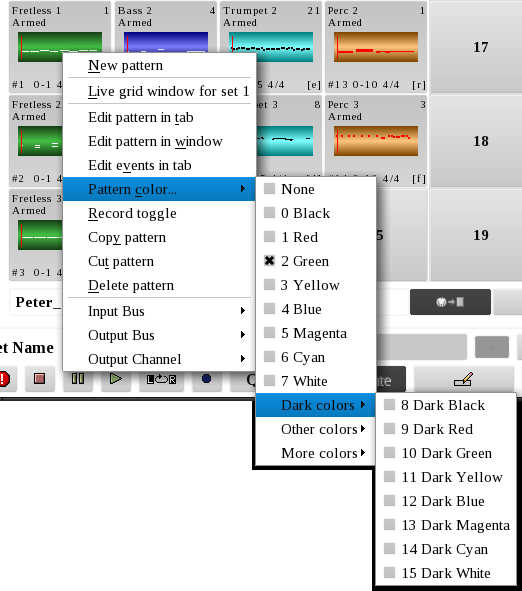 Fretless 1 1
Armed
Bass 2 4
Armed
Trumpet 2 21
Armed
Perc 2 1
Armed
17
#1 0-1 4
5 4/4 [e]
#13 0-10 4/4 [r]
New pattern
Live grid window for set 1
Edit pattern in tab
Edit pattern in window
Edit events in tab
Pattern color...
Record toggle
Copy pattern
Cut pattern
Delete pattern
Input Bus
Output Bus
Output Channel
Fretless 2
Armed
8
Perc 3 3
Armed
18
#2 0-1 4
4/4 [f]
Fretless 3
Armed
19
#3 0-1 4
None
0 Black
1 Red
2 Green
3 Yellow
4 Blue
5 Magenta
6 Cyan
7 White
Dark colors
Other colors
More colors
Peter_
et Name
8 Dark Black
9 Dark Red
10 Dark Green
11 Dark Yellow
12 Dark Blue
13 Dark Magenta
14 Dark Cyan
15 Dark White